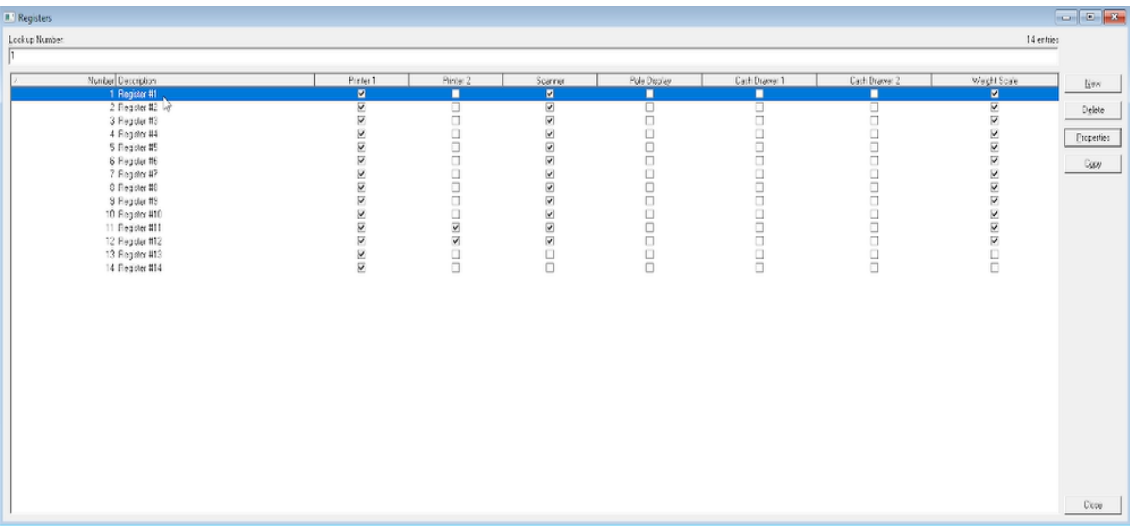 Registers
Lookup Number 14 entries
1
/ Number Description Printer 1 Printer 2 Scanner Pole Display Cash Drawer 1 Cash Drawer 2 Weight Scale
1 Register #1
2 Register #2
3 Register #3
4 Register #4
5 Register #5
6 Register #6
7 Register #7
8 Register #8
9 Register #9
10 Register #10
11 Register #11
12 Register #12
13 Register #13
14 Register #14
New
Delete
Properties
Copy
Close